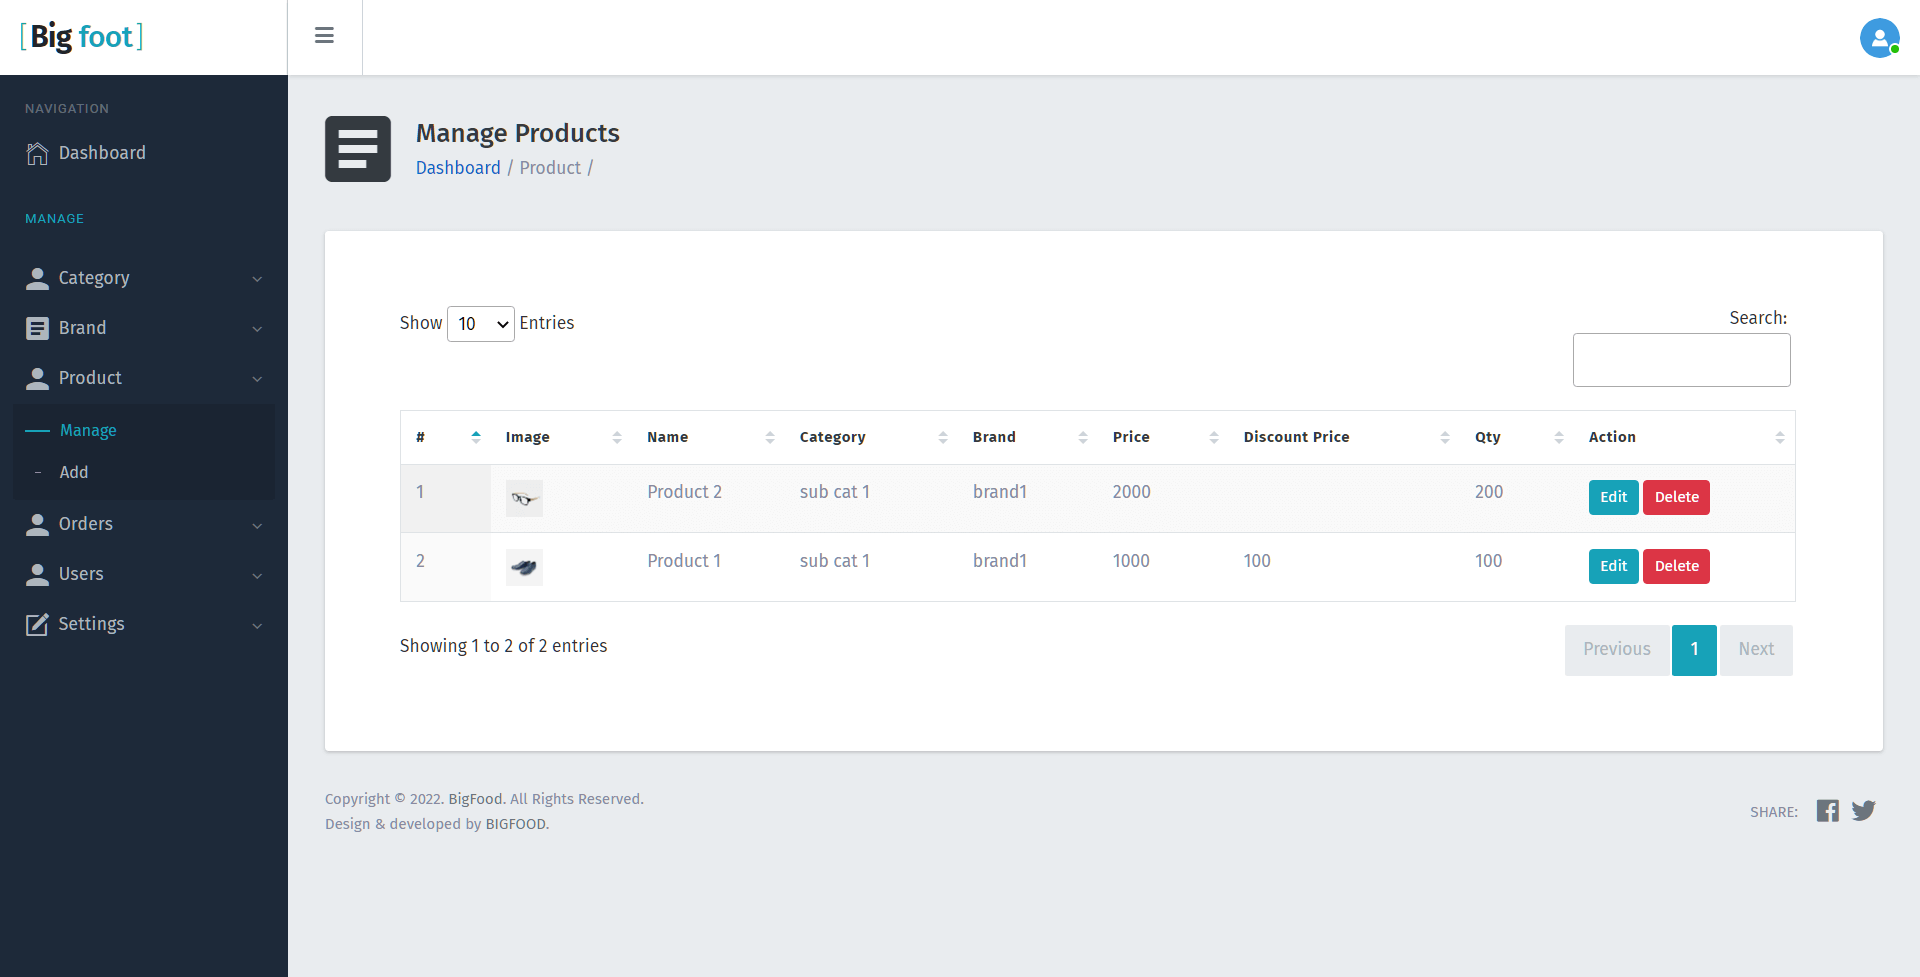 [Big foot]
NAVIGATION
Dashboard
MANAGE
Category
Brand
Product
Manage
Add
Orders
Users
Settings
Manage Products
Dashboard / Product /
Show 10 Entries
Search:
# Image Name Category Brand Price Discount Price Qty Action
1 Product 2 sub cat 1 brand1 2000 200 Edit Delete
2 Product 1 sub cat 1 brand1 1000 100 100 Edit Delete
Showing 1 to 2 of 2 entries
Previous 1 Next
Copyright © 2022. BigFood. All Rights Reserved.
Design & developed by BIGFOOD.
SHARE: